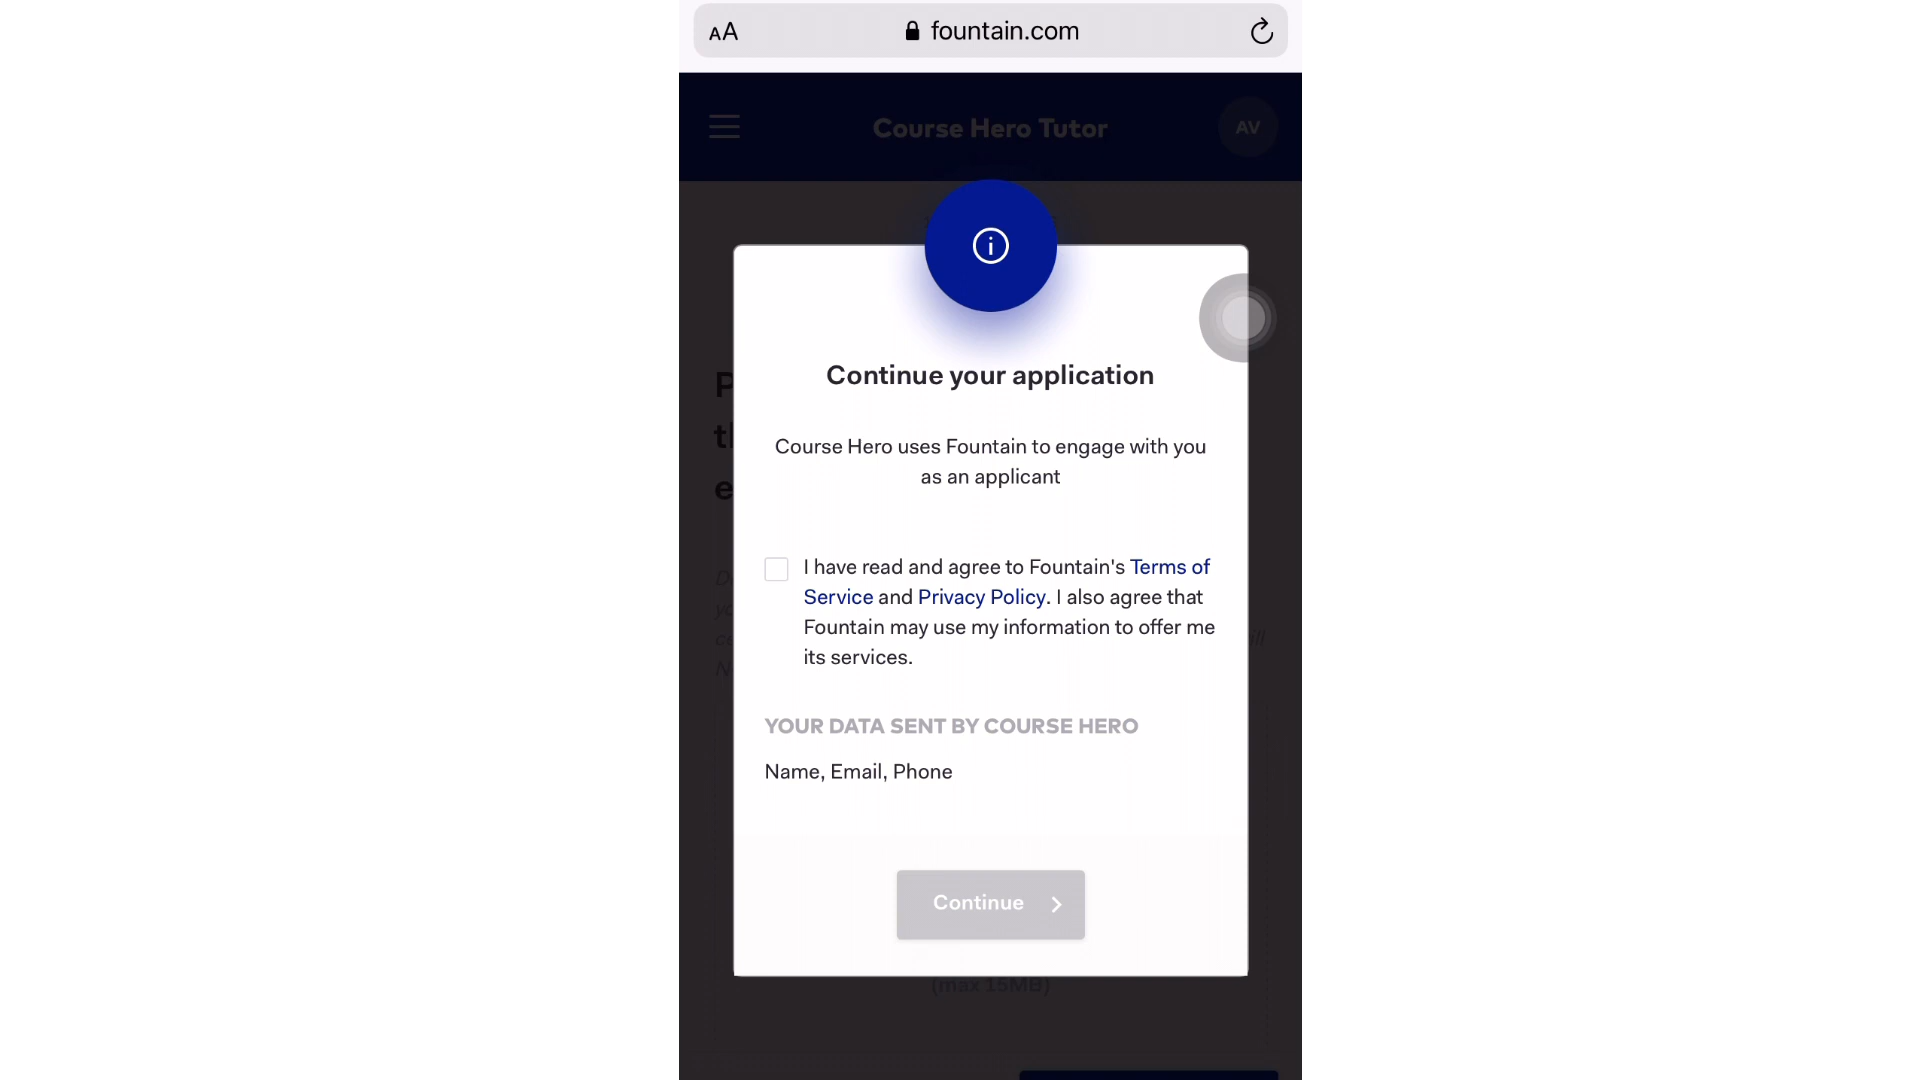 AA fountain.com
Course Hero Tutor AV
Continue your application
Course Hero uses Fountain to engage with you
as an applicant
I have read and agree to Fountain's Terms of
Service and Privacy Policy. I also agree that
Fountain may use my information to offer me
its services.
YOUR DATA SENT BY COURSE HERO
Name, Email, Phone
Continue
(max 15MB)